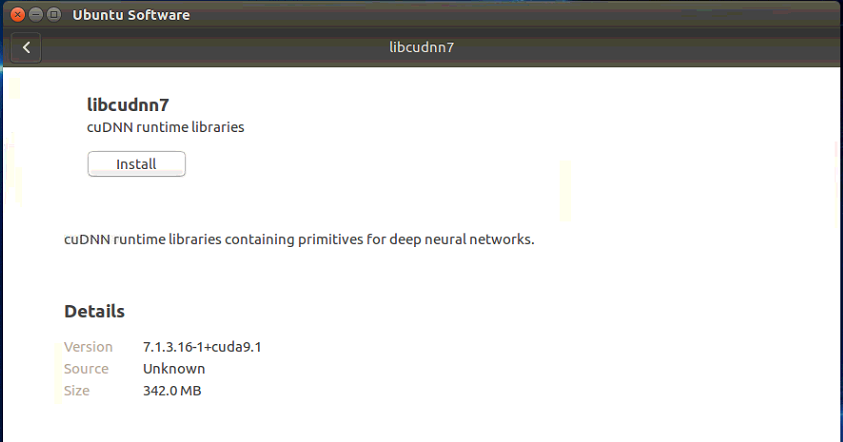 Ubuntu Software
libcudnn7
libcudnn7
cuDNN runtime libraries
Install
cuDNN runtime libraries containing primitives for deep neural networks.
Details
Version 7.1.3.16-1+cuda9.1
Source Unknown
Size 342.0 MB